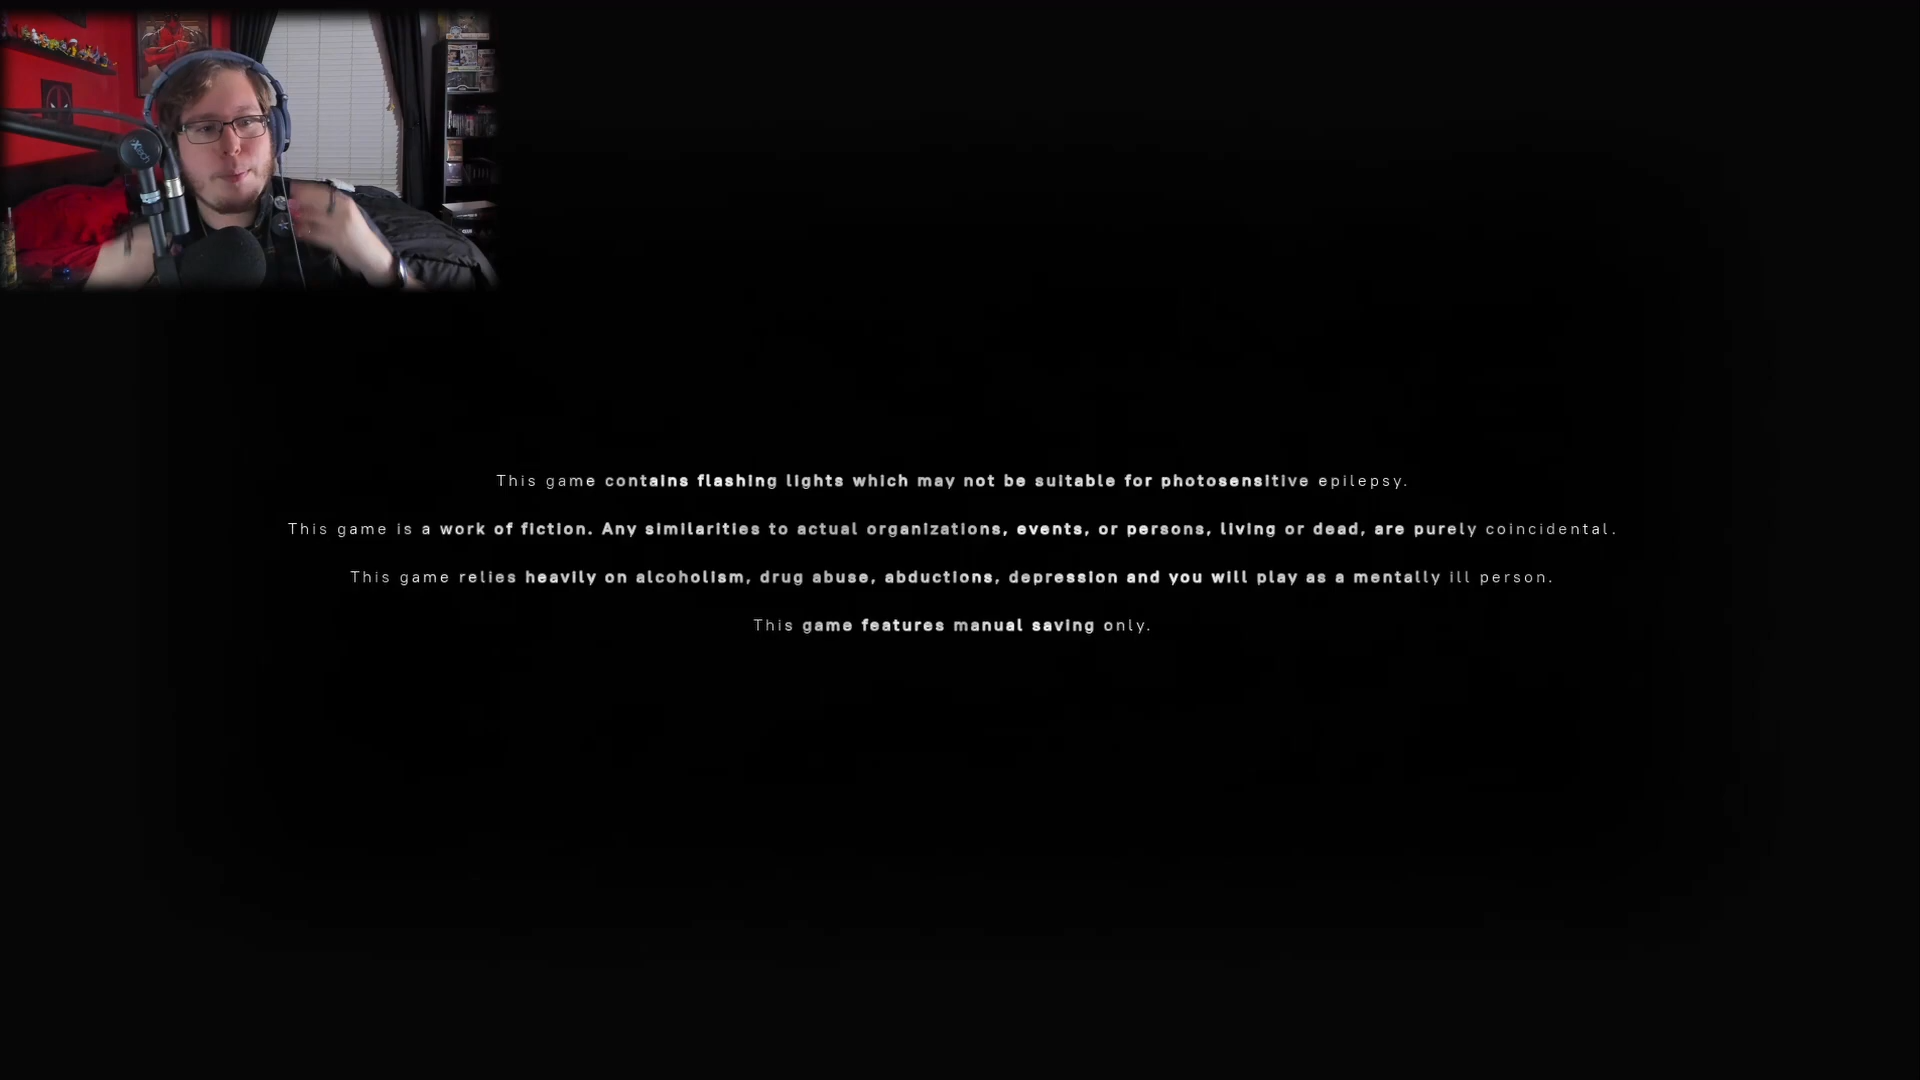 This game contains flashing lights which may not be suitable for photosensitive epilepsy.
This game is a work of fiction. Any similarities to actual organizations, events, or persons, living or dead, are purely coincidental.
This game relies heavily on alcoholism, drug abuse, abductions, depression and you will play as a mentally ill person.
This game features manual saving only.